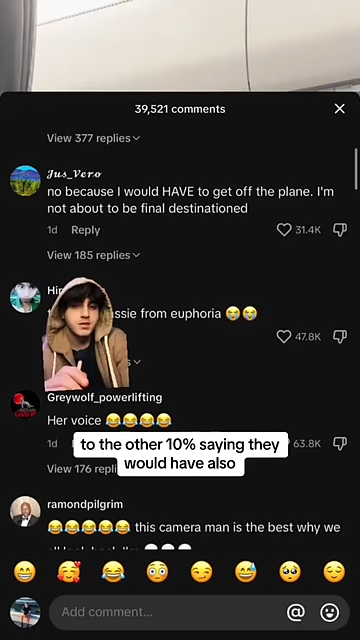 39,521 comments
View 377 replies
Jus_Vero
no because I would HAVE to get off the plane. I'm
not about to be final destinationed
1d Reply
31.4K
View 185 replies
assie from euphoria 😭😭
47.8K
Greywolf_powerlifting
Her voice 😂😂😂😂
1d
63.8K
to the other 10% saying they
would have also
View 176
ramondpilgrim
😂😂😂😂😂 this camera man is the best why we
Add comment...